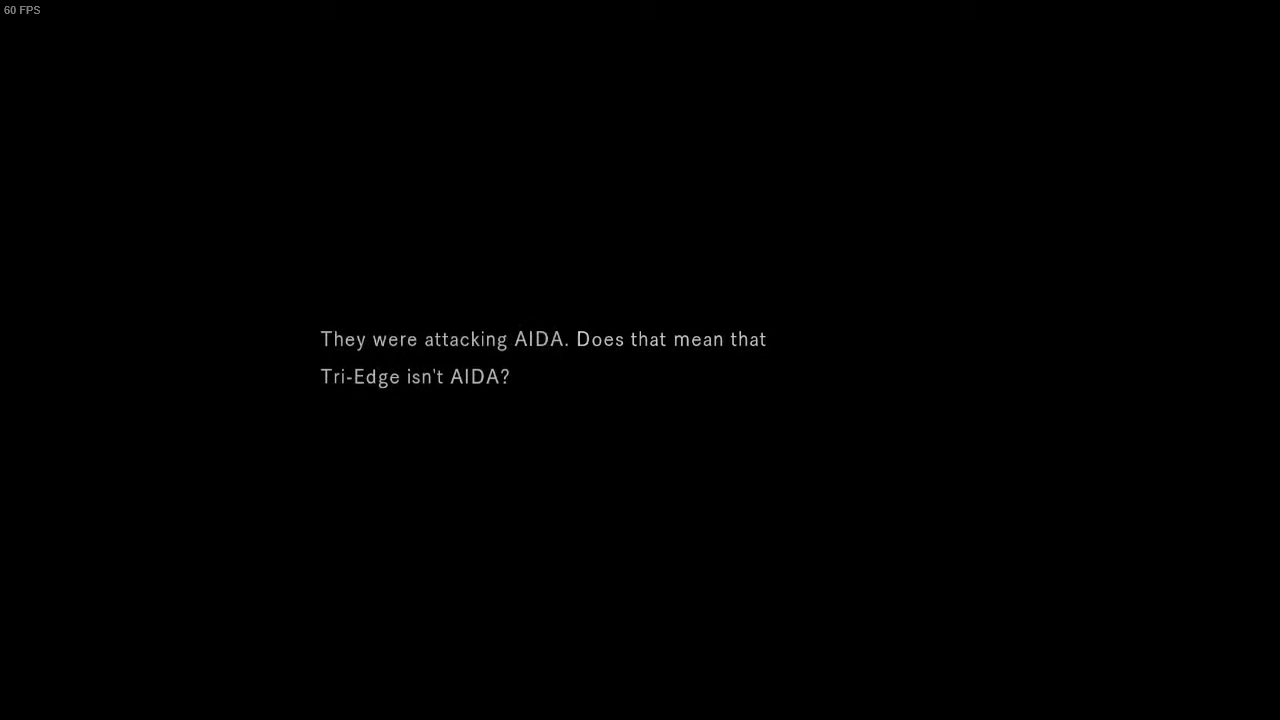 60 FPS
They were attacking AIDA. Does that mean that
Tri-Edge isn't AIDA?